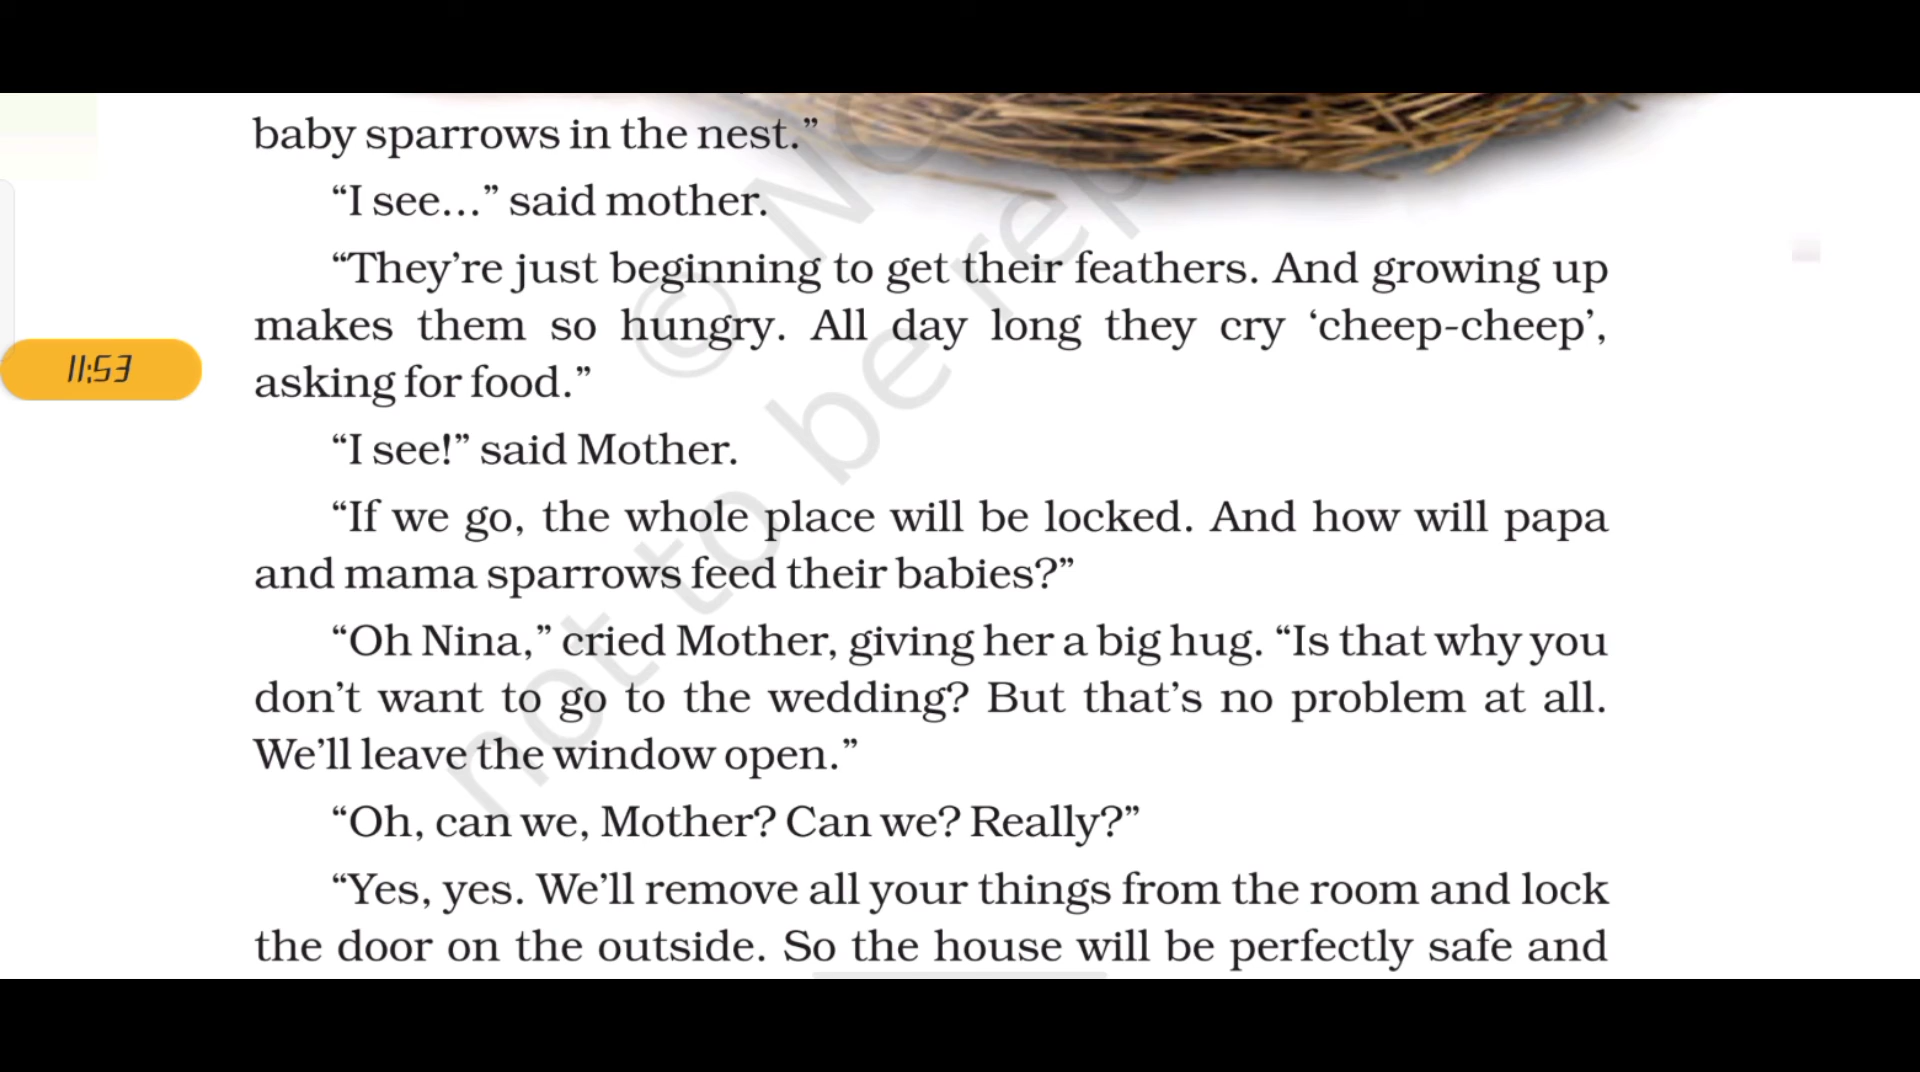 baby sparrows in the nest.”
“I see...” said mother.
“They’re just beginning to get their feathers. And growing up
makes them so hungry. All day long they cry ‘cheep-cheep’,
asking for food.”
“I see!” said Mother.
“If we go, the whole place will be locked. And how will papa
and mama sparrows feed their babies?”
“Oh Nina,” cried Mother, giving her a big hug. “Is that why you
don’t want to go to the wedding? But that’s no problem at all.
We’ll leave the window open.”
“Oh, can we, Mother? Can we? Really?”
“Yes, yes. We’ll remove all your things from the room and lock
the door on the outside. So the house will be perfectly safe and
11:53
©
not to be